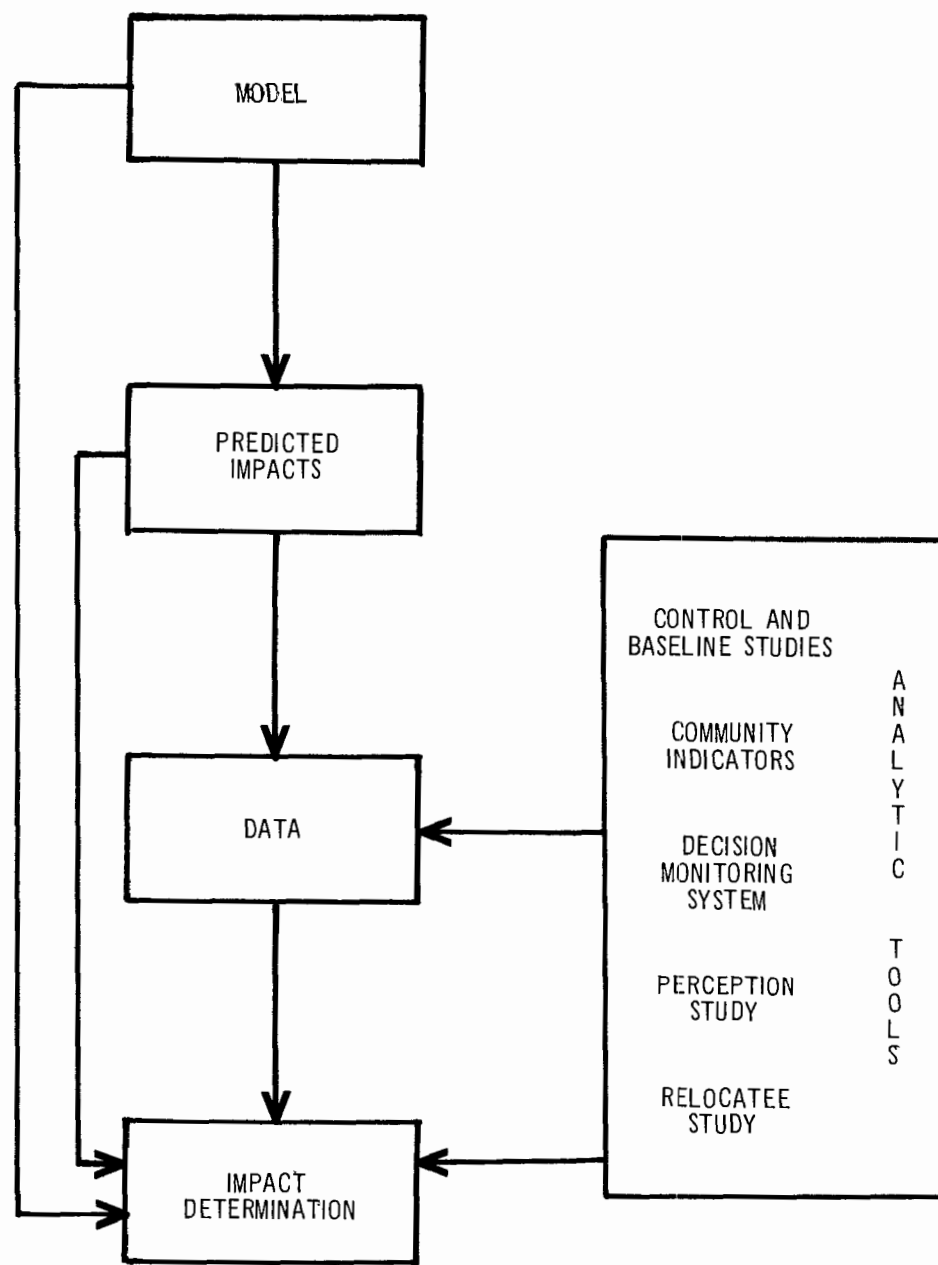 MODEL
PREDICTED
IMPACTS
CONTROL AND
BASELINE STUDIES
COMMUNITY
INDICATORS
DATA
DECISION
MONITORING
SYSTEM
PERCEPTION
STUDY
RELOCATEE
STUDY
ANALYTIC TOOLS
IMPACT
DETERMINATION